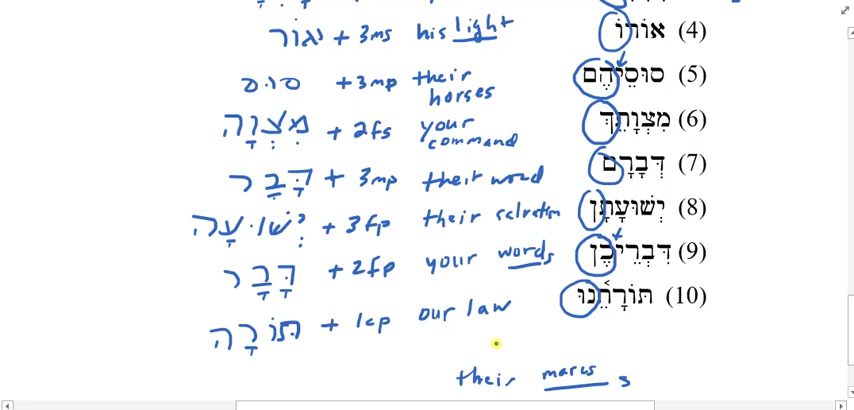 (4) אוֹרוֹ his light + 3ms אוֹר
(5) סוּסֵיהֶם their horses + 3mp סוּס
(6) מִצְוָתֵךְ your command + 2fs מִצְוָה
(7) דְּבָרָם their word + 3mp דָּבָר
(8) יְשׁוּעָתָן their salvation + 3fp יְשׁוּעָה
(9) דִּבְרֵיכֶן your words + 2fp דָּבָר
(10) תּוֹרָתֵ֫נוּ our law + 1cp תּוֹרָה
their mares s